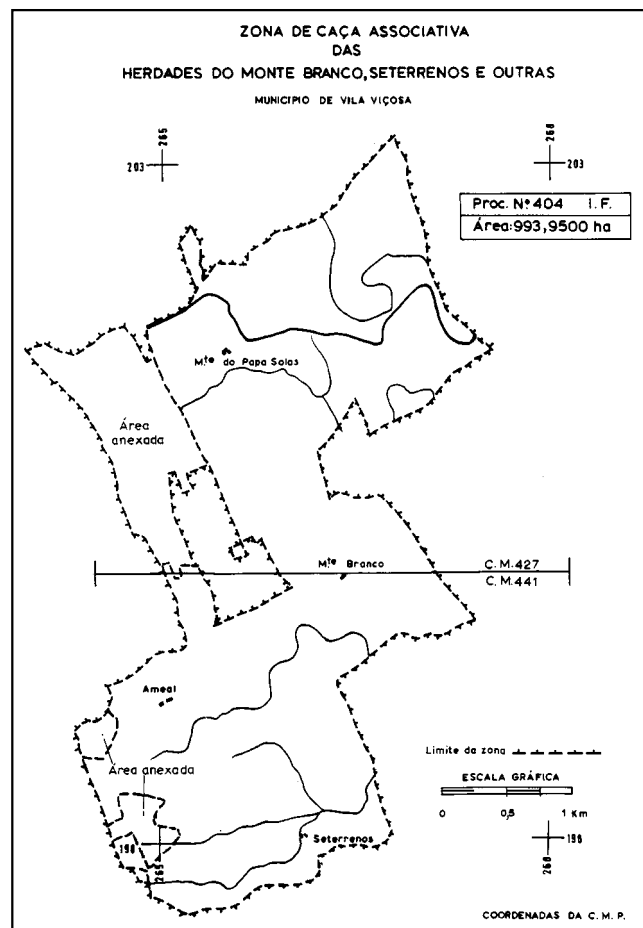 ZONA DE CAÇA ASSOCIATIVA
DAS
HERDADES DO MONTE BRANCO, SETERRENOS E OUTRAS
MUNICIPIO DE VILA VIÇOSA
265
203
268
203
Proc. Nº 404 I.F.
Área: 993,9500 ha
Mte do Papa Solas
Área
anexada
Mte Branco
C.M.427
C.M.441
Ameal
Área anexada
Limite da zona
ESCALA GRÁFICA
0 0,5 1 Km
Seterrenos
198
265
198
268
COORDENADAS DA C.M.P.